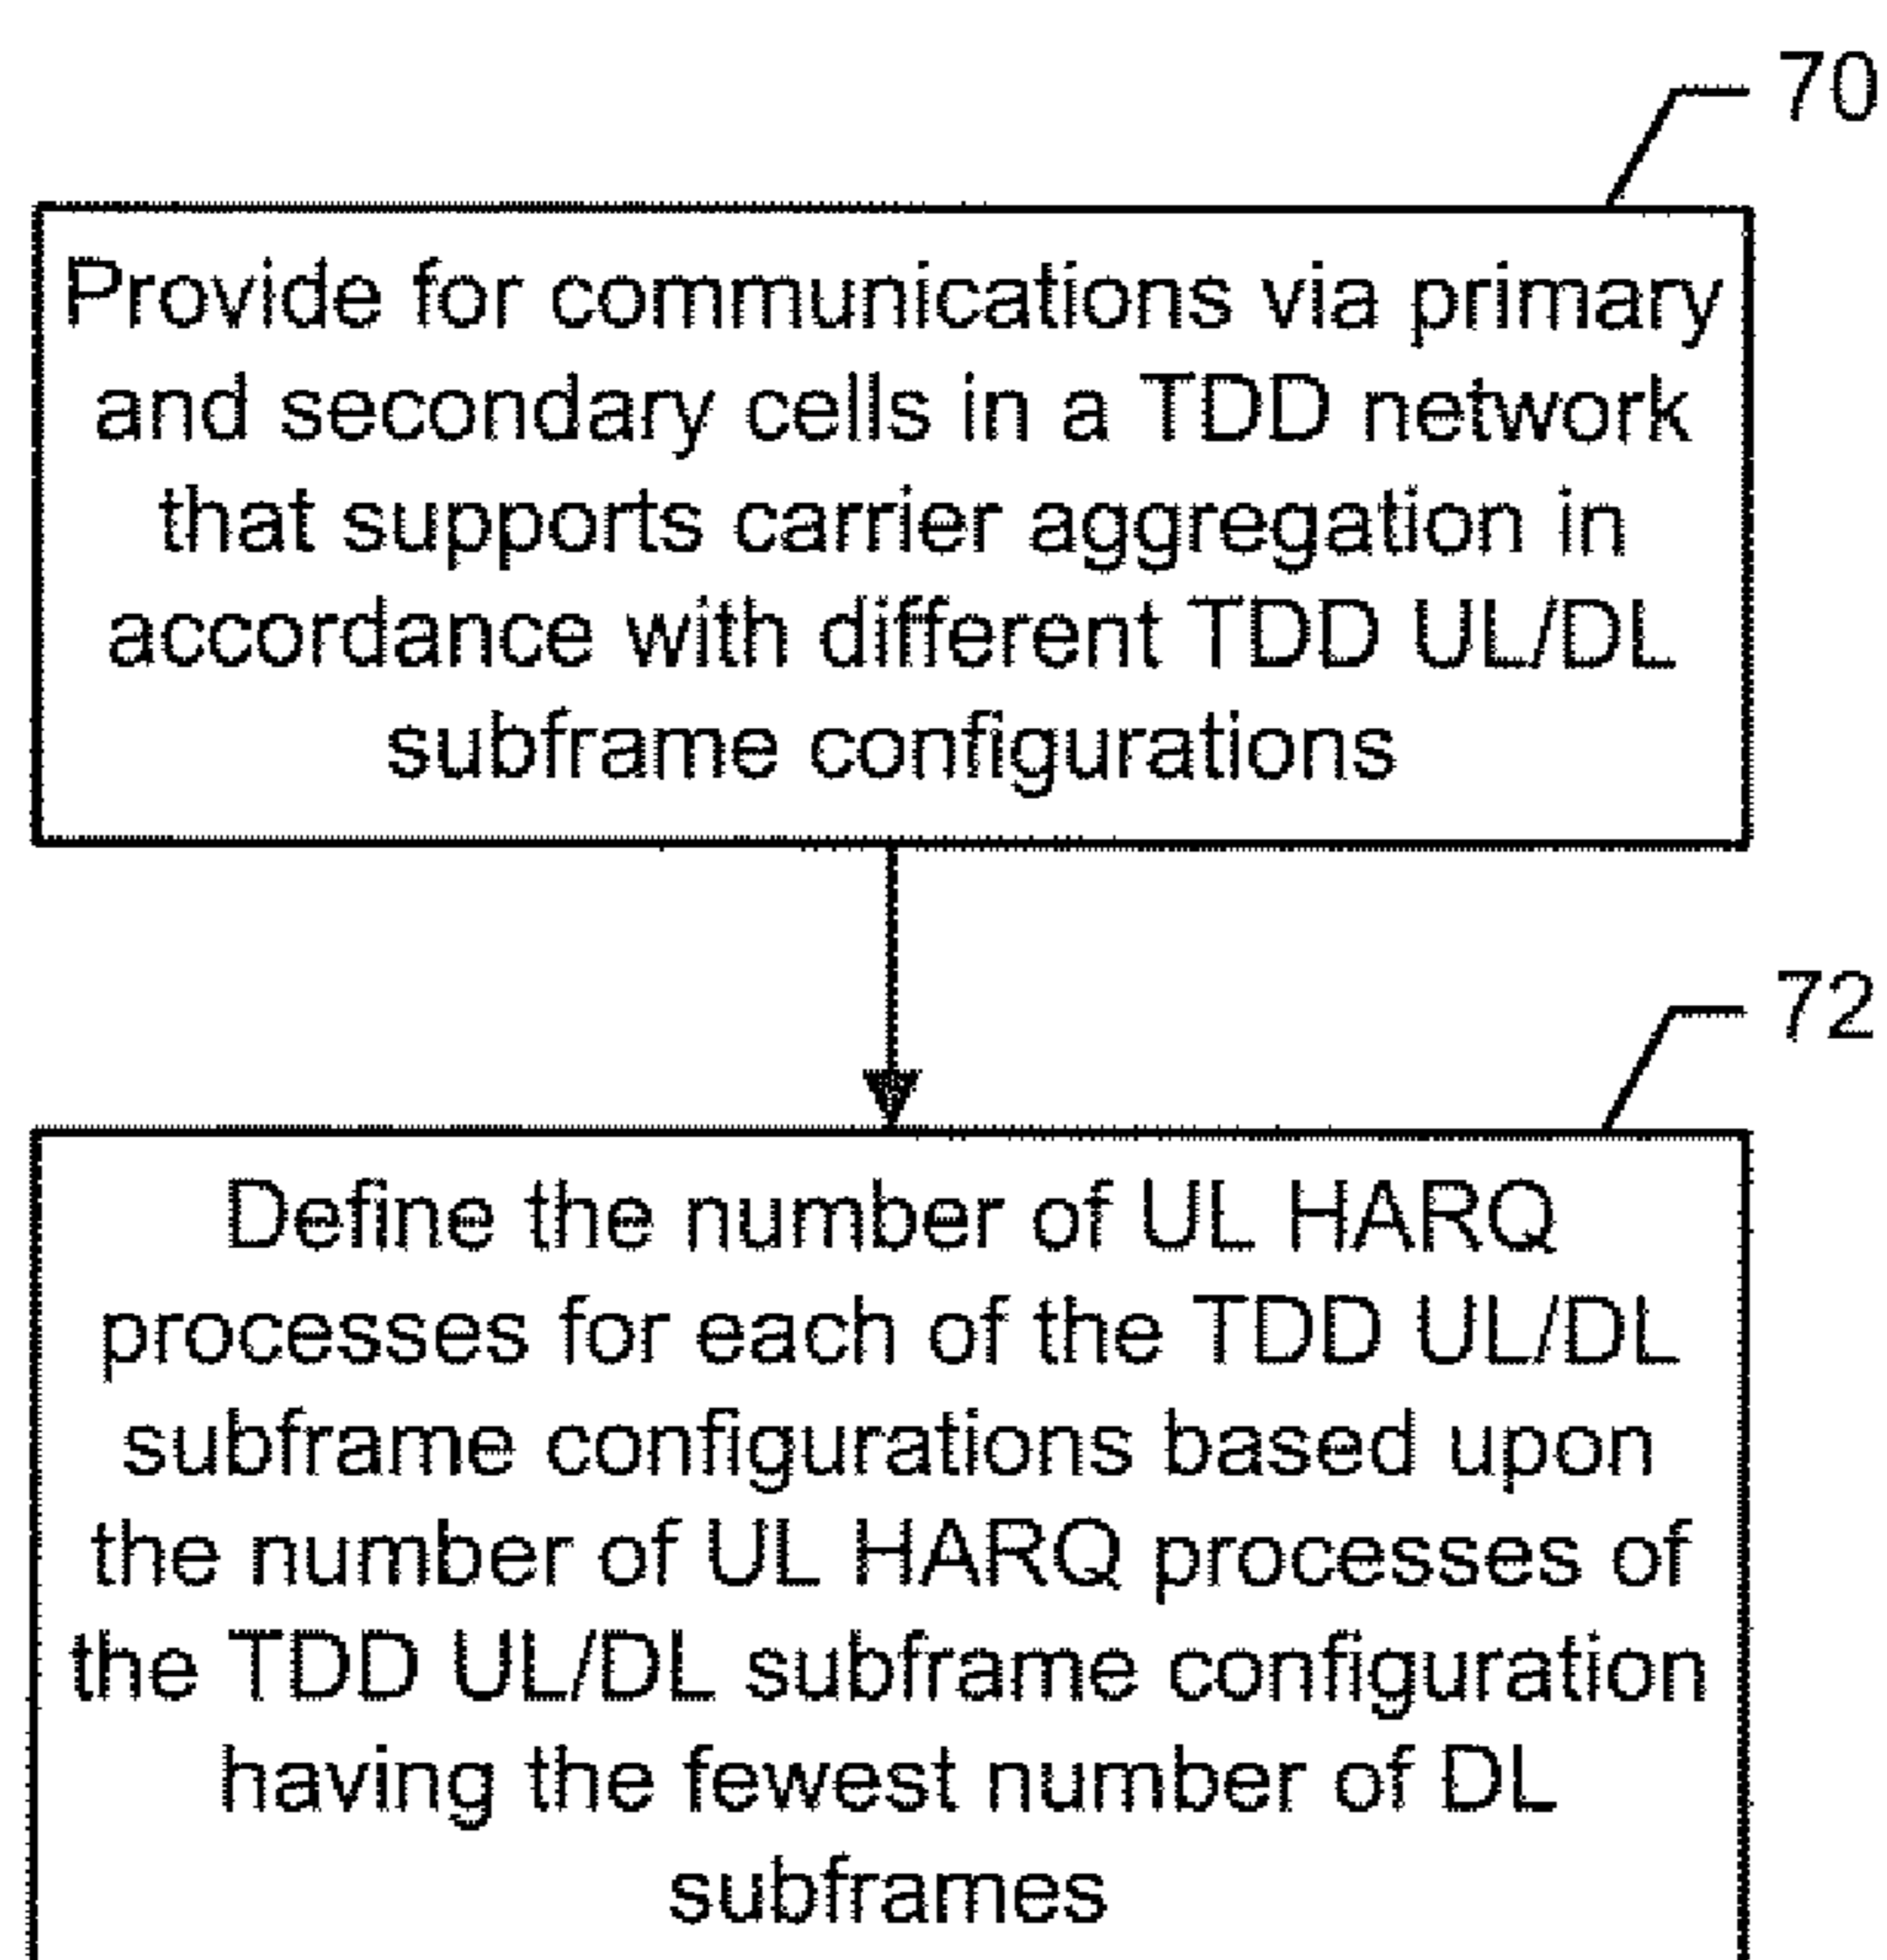 70
Provide for communications via primary
and secondary cells in a TDD network
that supports carrier aggregation in
accordance with different TDD UL/DL
subframe configurations
72
Define the number of UL HARQ
processes for each of the TDD UL/DL
subframe configurations based upon
the number of UL HARQ processes of
the TDD UL/DL subframe configuration
having the fewest number of DL
subframes